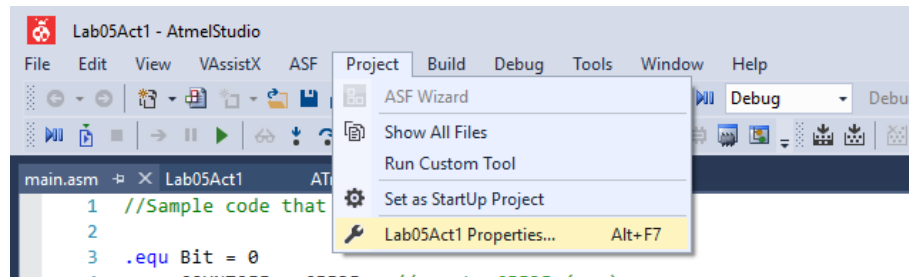 Lab05Act1 - AtmelStudio
File Edit View VAssistX ASF Project Build Debug Tools Window Help
ASF Wizard
Debug
Debu
Show All Files
Run Custom Tool
Set as StartUp Project
Lab05Act1 Properties... Alt+F7
main.asm Lab05Act1
1 //Sample code that
2
3 .equ Bit = 0